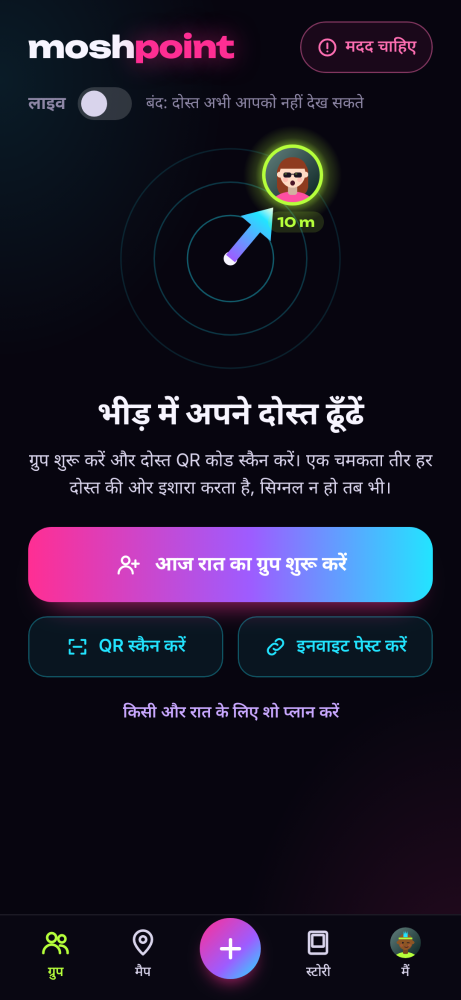 moshpoint
मदद चाहिए
लाइव
बंद: दोस्त अभी आपको नहीं देख सकते
10 m
भीड़ में अपने दोस्त ढूँढें
ग्रुप शुरू करें और दोस्त QR कोड स्कैन करें। एक चमकता तीर हर
दोस्त की ओर इशारा करता है, सिग्नल न हो तब भी।
आज रात का ग्रुप शुरू करें
QR स्कैन करें
इनवाइट पेस्ट करें
किसी और रात के लिए शो प्लान करें
ग्रुप
मैप
स्टोरी
मैं